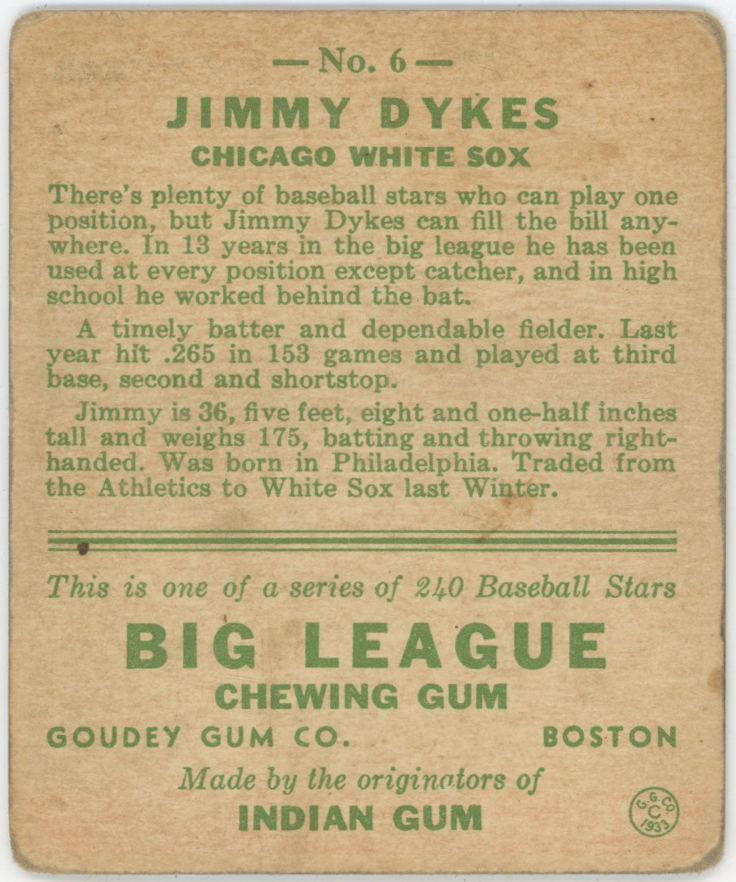 — No. 6 —
JIMMY DYKES
CHICAGO WHITE SOX
There's plenty of baseball stars who can play one
position, but Jimmy Dykes can fill the bill any-
where. In 13 years in the big league he has been
used at every position except catcher, and in high
school he worked behind the bat.
A timely batter and dependable fielder. Last
year hit .265 in 153 games and played at third
base, second and shortstop.
Jimmy is 36, five feet, eight and one-half inches
tall and weighs 175, batting and throwing right-
handed. Was born in Philadelphia. Traded from
the Athletics to White Sox last Winter.
This is one of a series of 240 Baseball Stars
BIG LEAGUE
CHEWING GUM
GOUDEY GUM CO. BOSTON
Made by the originators of
INDIAN GUM
G. G. CO.
C
1933